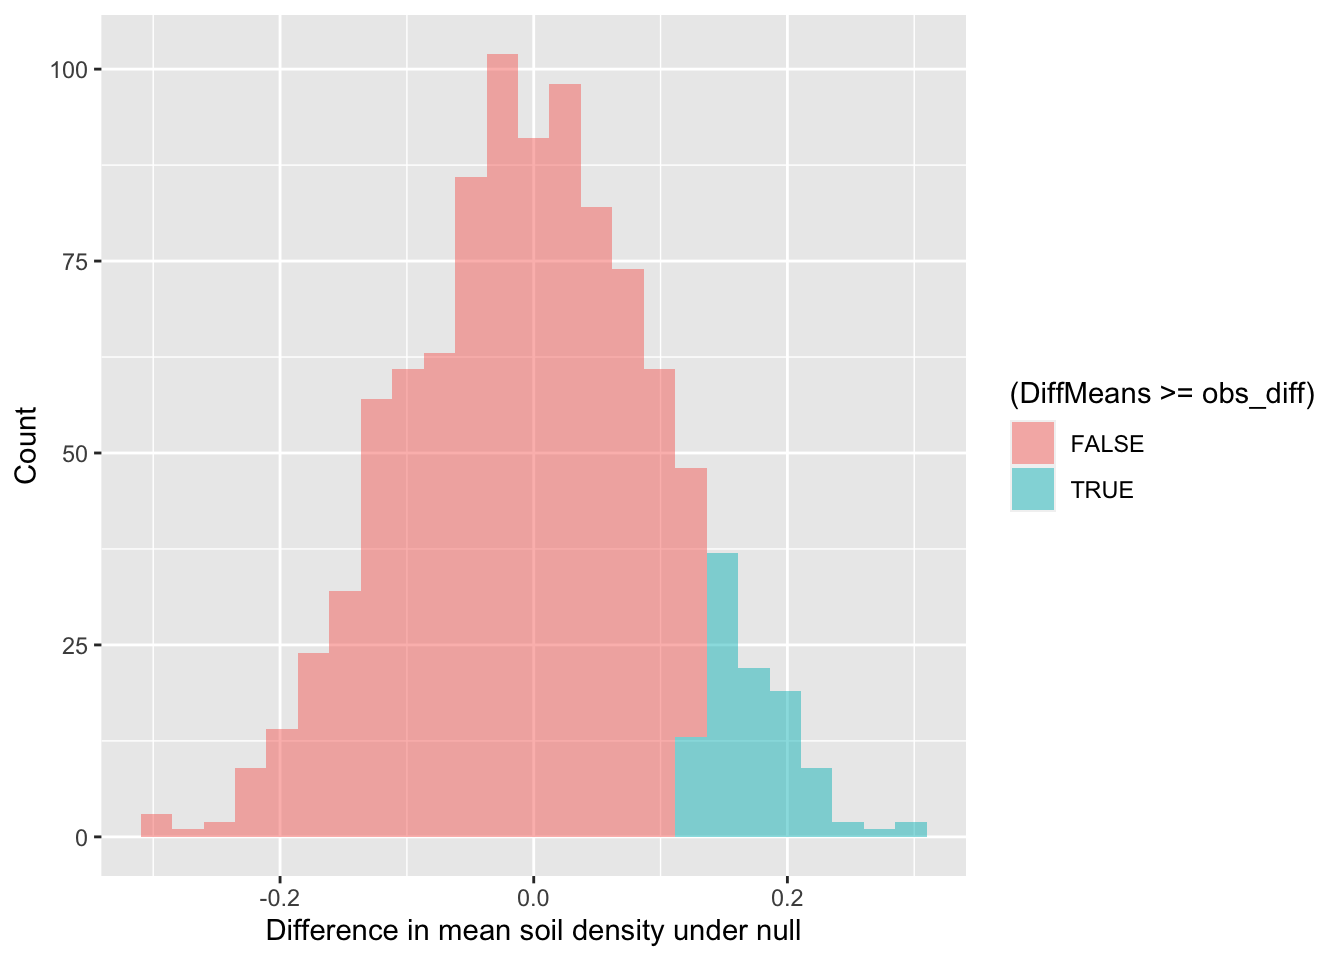 100
75
50
25
0
Count
-0.2
0.0
0.2
Difference in mean soil density under null
(DiffMeans >= obs_diff)
FALSE
TRUE